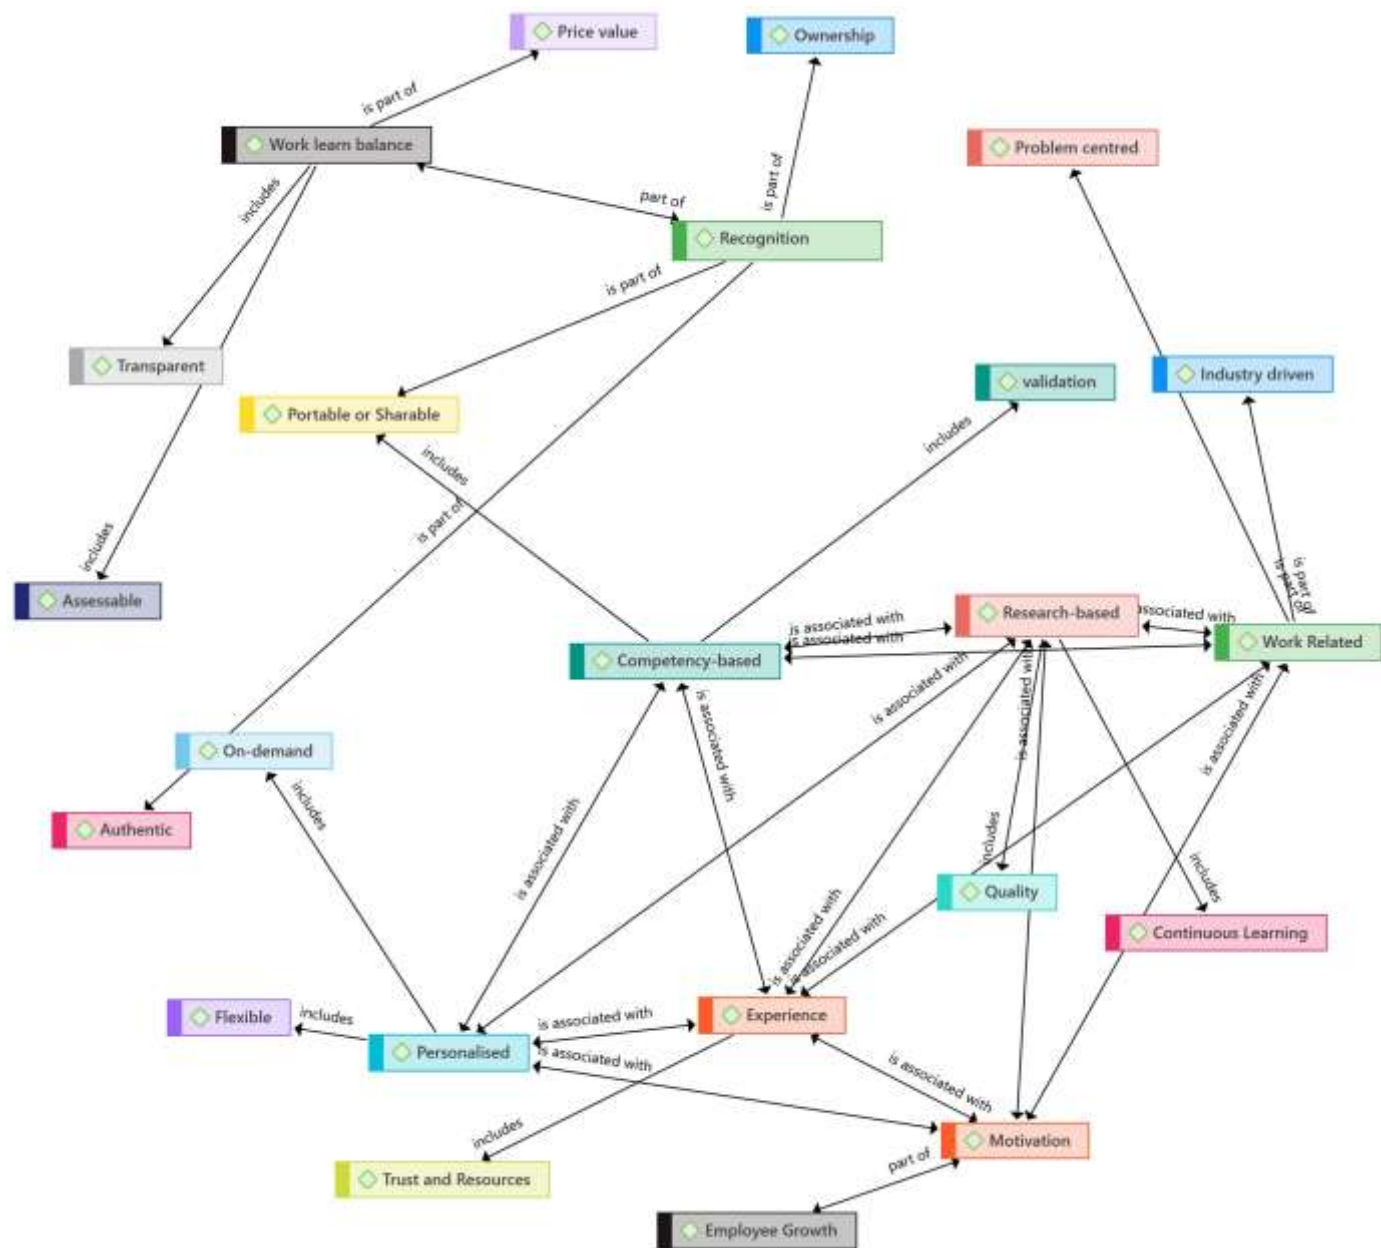 Price value
Ownership
is part of
Work learn balance
Problem centred
is part of
includes
part of
Recognition
is part of
Transparent
validation
Industry driven
Portable or Sharable
includes
includes
is part of
includes
Assessable
is part of
is part of
Research-based
is associated with
associated with
is associated with
Work Related
Competency-based
is associated with
is associated with
is associated with
is associated with
On-demand
includes
Authentic
is associated with
includes
includes
Quality
Continuous Learning
is associated with
is associated with
Flexible
includes
Experience
is associated with
Personalised
is associated with
is associated with
includes
Motivation
part of
Trust and Resources
Employee Growth